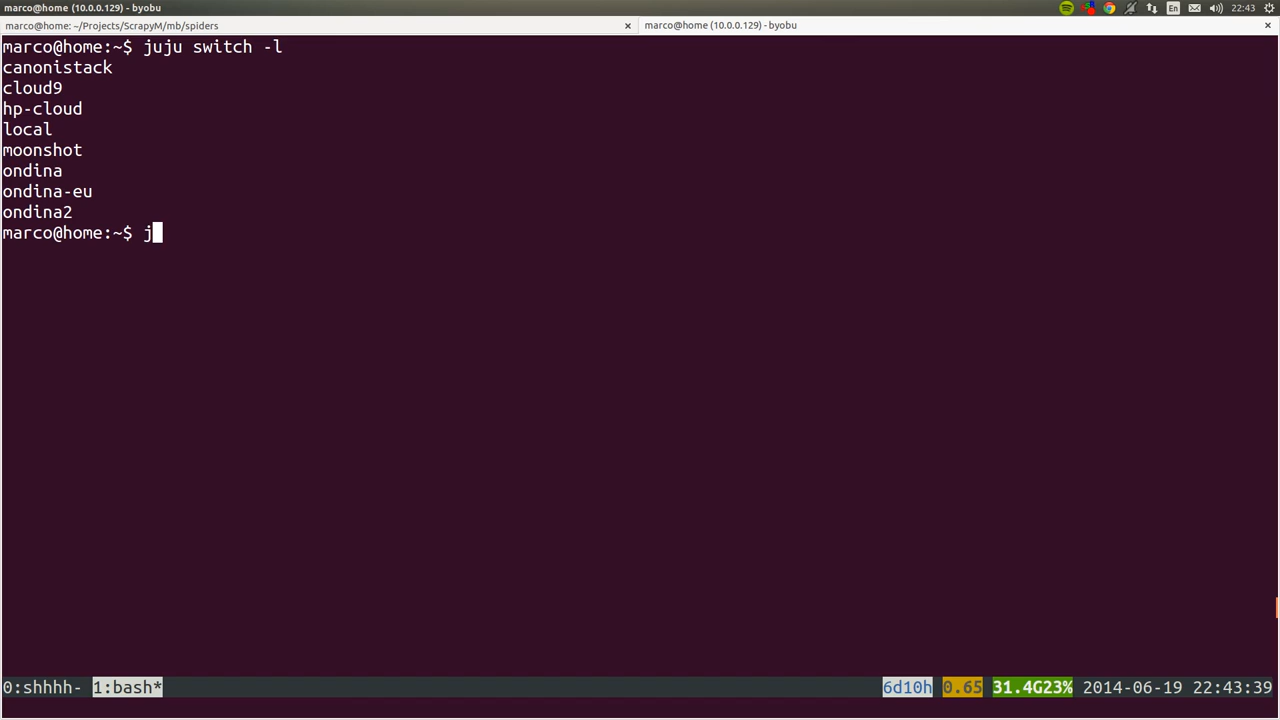 marco@home (10.0.0.129) - byobu
En
22:43
marco@home: ~/Projects/ScrapyM/mb/spiders
×
marco@home (10.0.0.129) - byobu
×
marco@home:~$ juju switch -l
canonistack
cloud9
hp-cloud
local
moonshot
ondina
ondina-eu
ondina2
marco@home:~$ j
0:shhhh- 1:bash* 6d10h 0.65 31.4G23% 2014-06-19 22:43:39